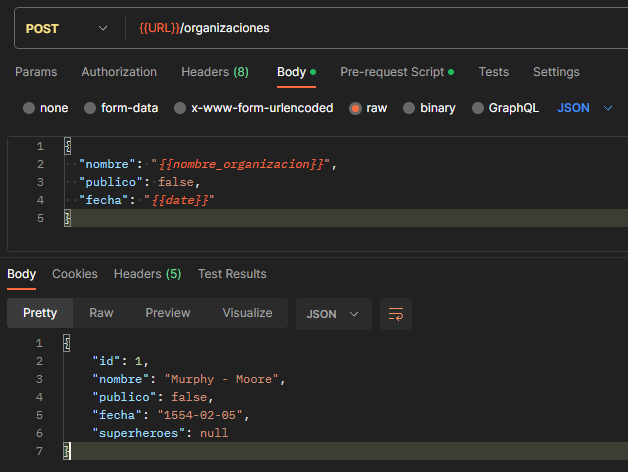 POST {{URL}}/organizaciones
Params Authorization Headers (8) Body Pre-request Script Tests Settings
none form-data x-www-form-urlencoded raw binary GraphQL JSON
1 {
2 "nombre": "{{nombre_organizacion}}",
3 "publico": false,
4 "fecha": "{{date}}"
5 }
Body Cookies Headers (5) Test Results
Pretty Raw Preview Visualize JSON
1 {
2 "id": 1,
3 "nombre": "Murphy - Moore",
4 "publico": false,
5 "fecha": "1554-02-05",
6 "superheroes": null
7 }